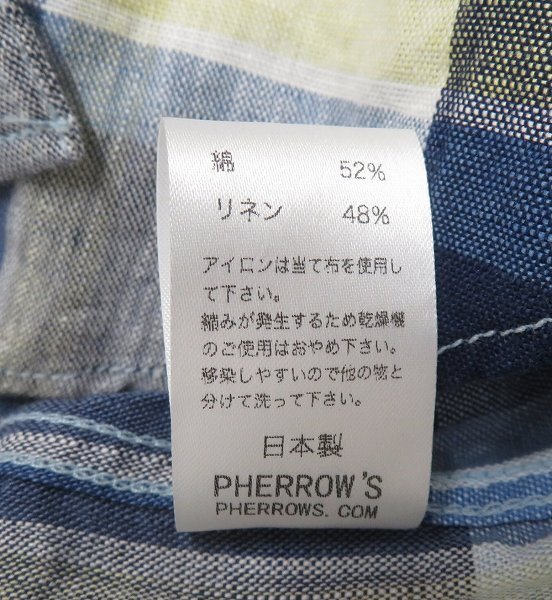 綿 52%
リネン 48%
アイロンは当て布を使用し
て下さい。
縮みが発生するため乾燥機
のご使用はおやめ下さい。
移染しやすいので他の物と
分けて洗って下さい。
日本製
PHERROW'S
PHERROWS. COM